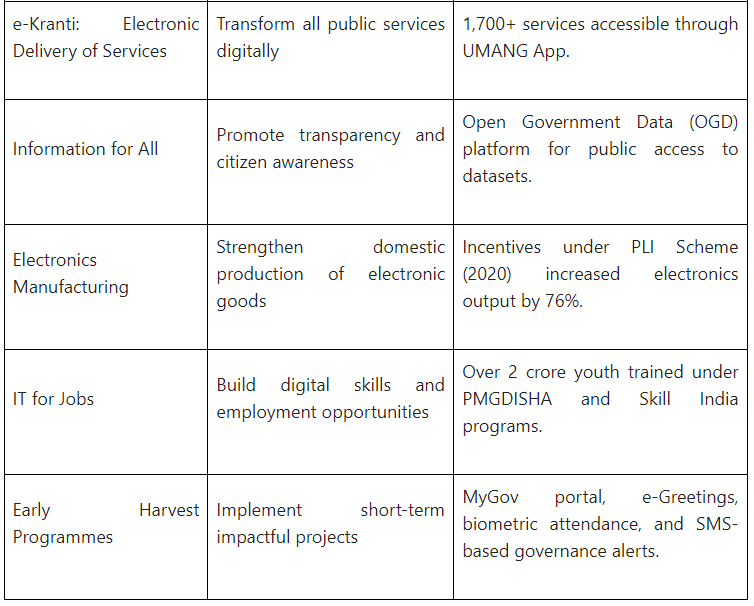 e-Kranti: Electronic
Delivery of Services
Transform all public services
digitally
1,700+ services accessible through
UMANG App.
Information for All
Promote transparency and
citizen awareness
Open Government Data (OGD)
platform for public access to
datasets.
Electronics
Manufacturing
Strengthen domestic
production of electronic
goods
Incentives under PLI Scheme
(2020) increased electronics
output by 76%.
IT for Jobs
Build digital skills and
employment opportunities
Over 2 crore youth trained under
PMGDISHA and Skill India
programs.
Early Harvest
Programmes
Implement short-term
impactful projects
MyGov portal, e-Greetings,
biometric attendance, and SMS-
based governance alerts.